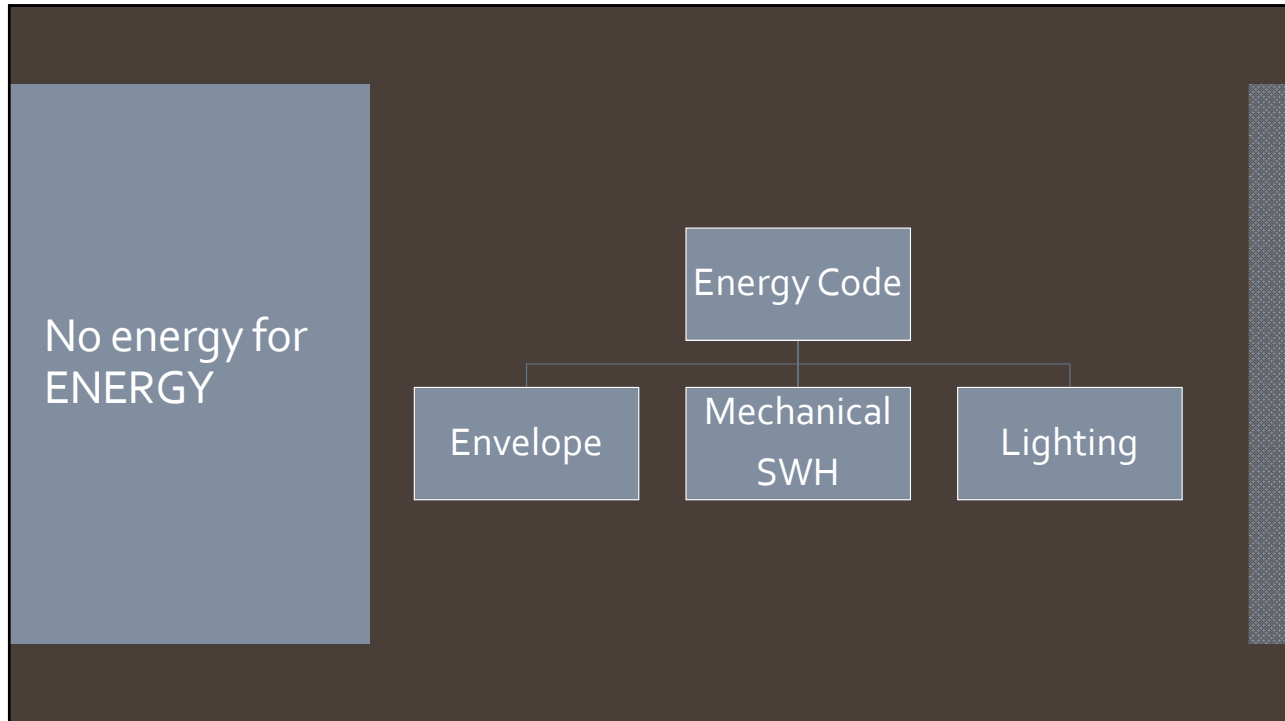 No energy for
ENERGY
Energy Code
Envelope
Mechanical
SWH
Lighting